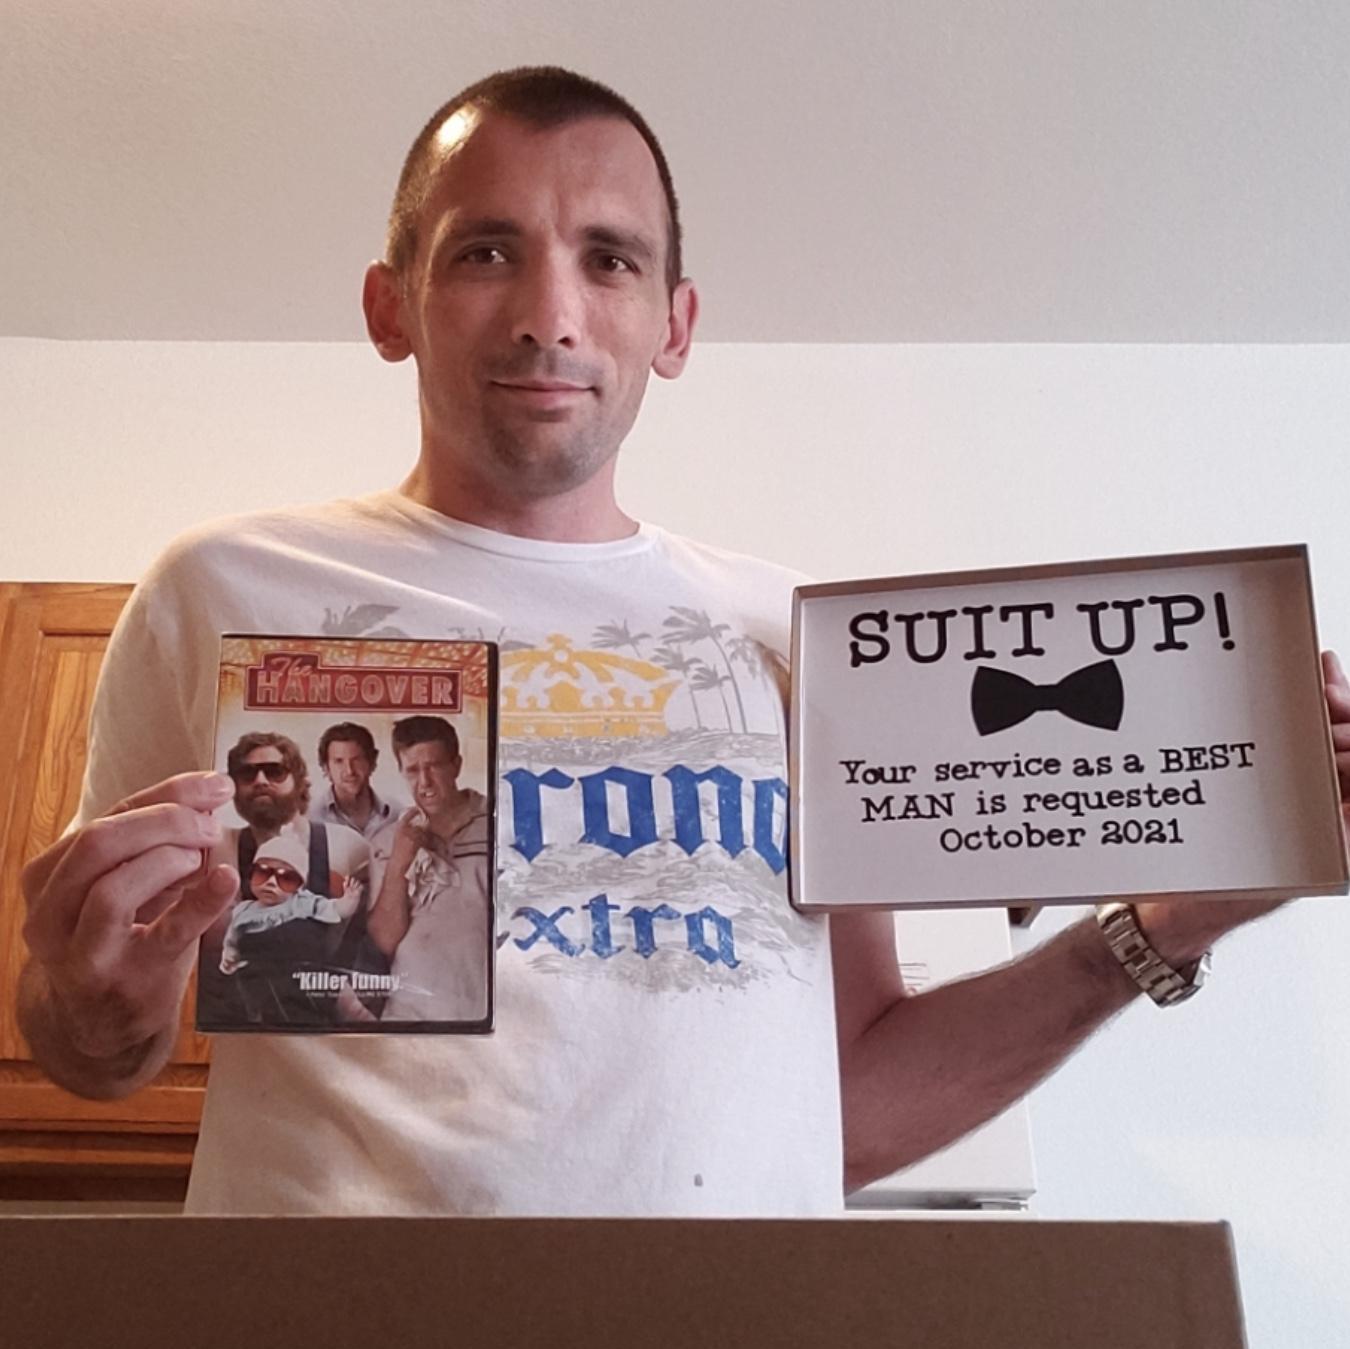 The
HANGOVER
"Killer funny."
rona
xtra
SUIT UP!
Your service as a BEST
MAN is requested
October 2021